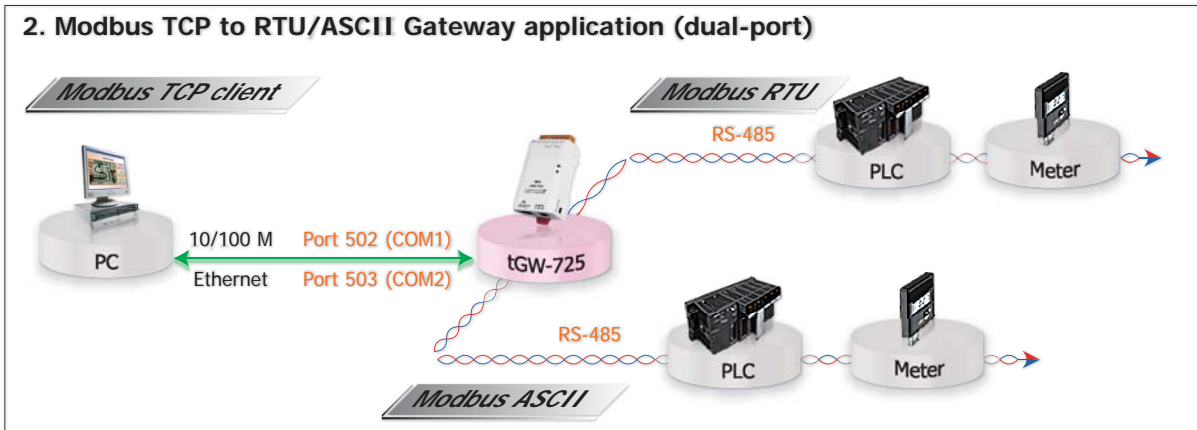 2. Modbus TCP to RTU/ASCII Gateway application (dual-port)
Modbus TCP client
Modbus RTU
RS-485
PLC
Meter
10/100 M
Port 502 (COM1)
PC
tGW-725
Ethernet
Port 503 (COM2)
RS-485
PLC
Meter
Modbus ASCII